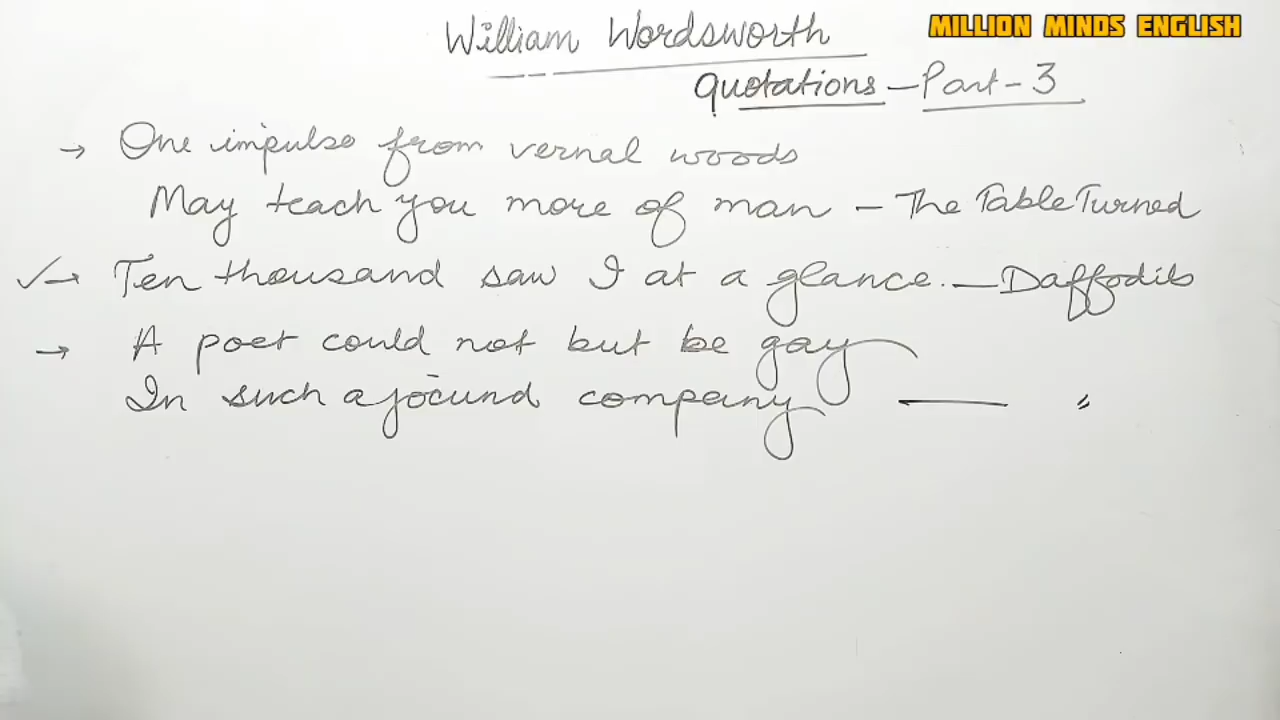 William Wordsworth
MILLION MINDS ENGLISH
Quotations - Part - 3
→ One impulse from vernal woods
May teach you more of man - The Table Turned
✓→ Ten thousand saw I at a glance. - Daffodils
→ A poet could not but be gay
In such a jocund company — "